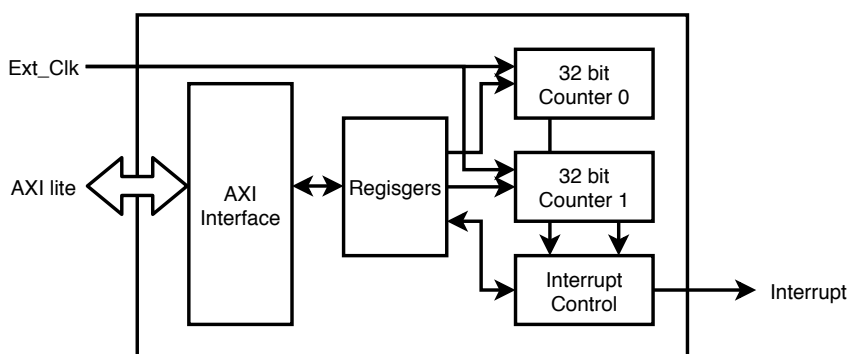 Ext_Clk
32 bit
Counter 0
AXI lite
AXI
Interface
Regisgers
32 bit
Counter 1
Interrupt
Control
Interrupt